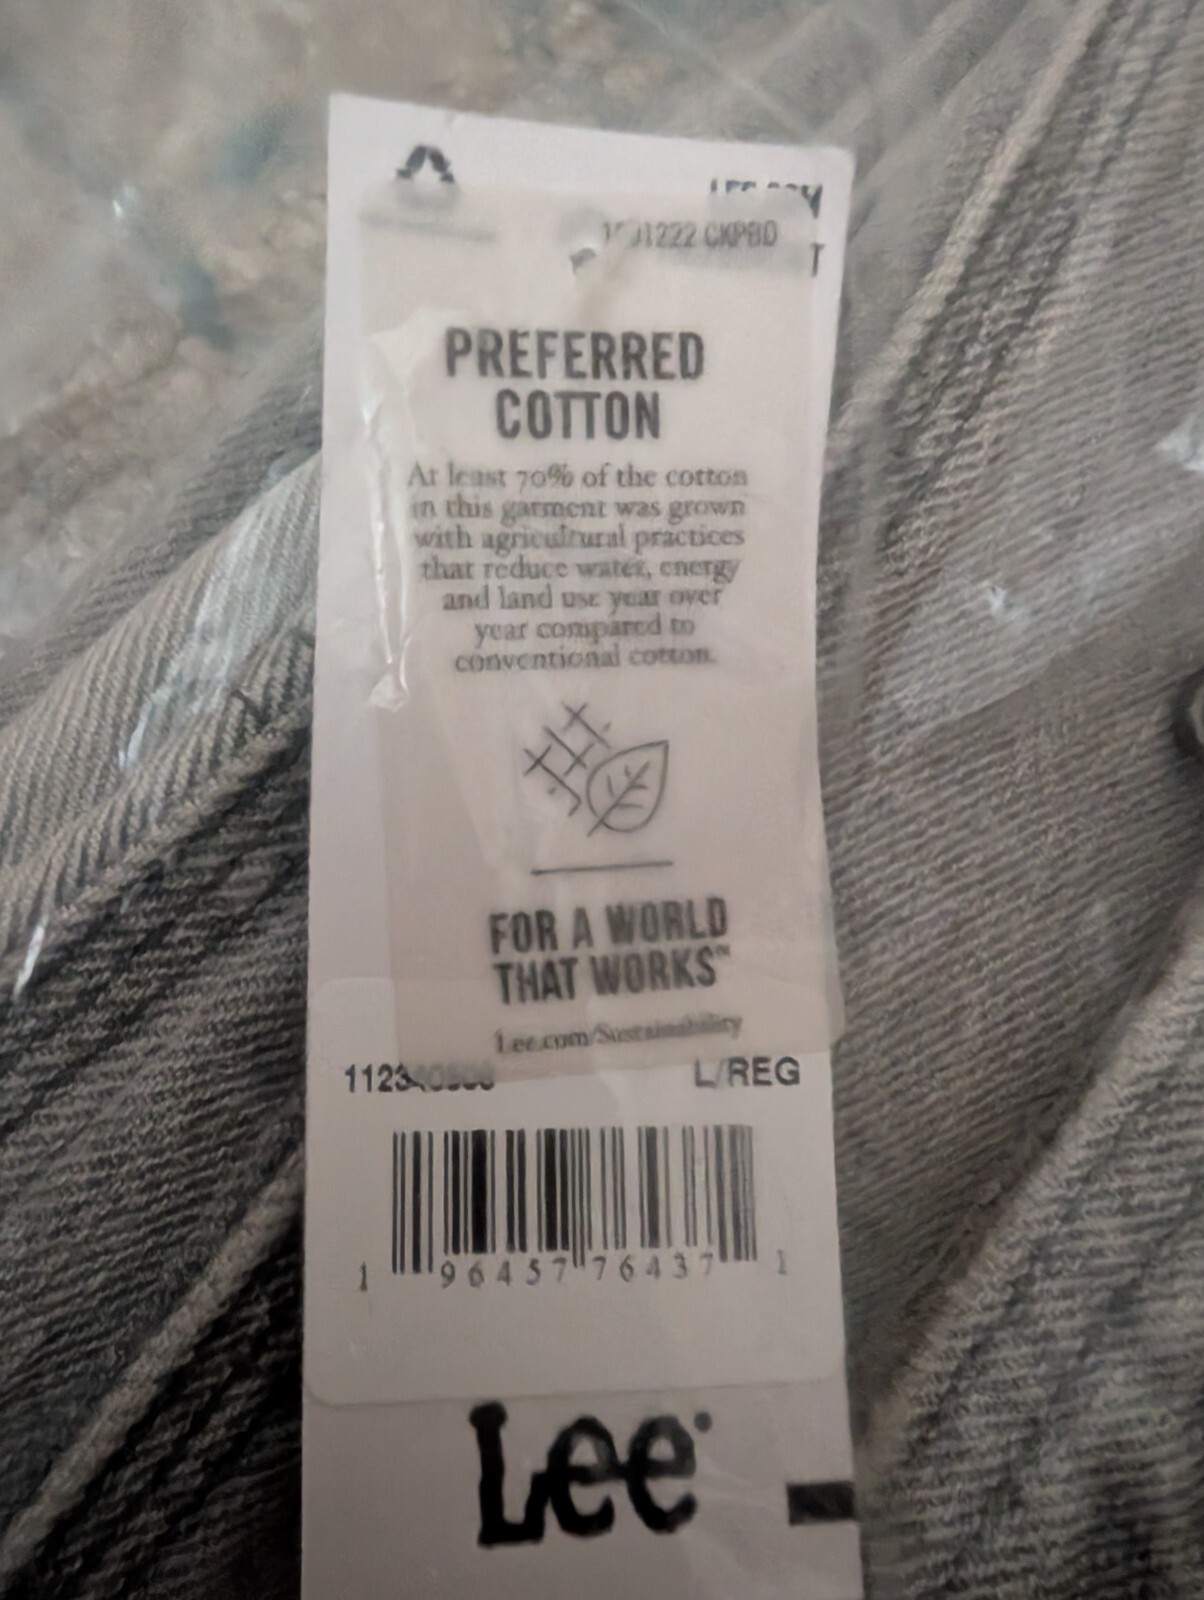 CKPBD
PREFERRED
COTTON
At least 70% of the cotton
in this garment was grown
with agricultural practices
that reduce water, energy
and land use year over
year compared to
conventional cotton.
FOR A WORLD
THAT WORKS™
Lee.com/Sustainability
L/REG
1 96457 76437 1
Lee®